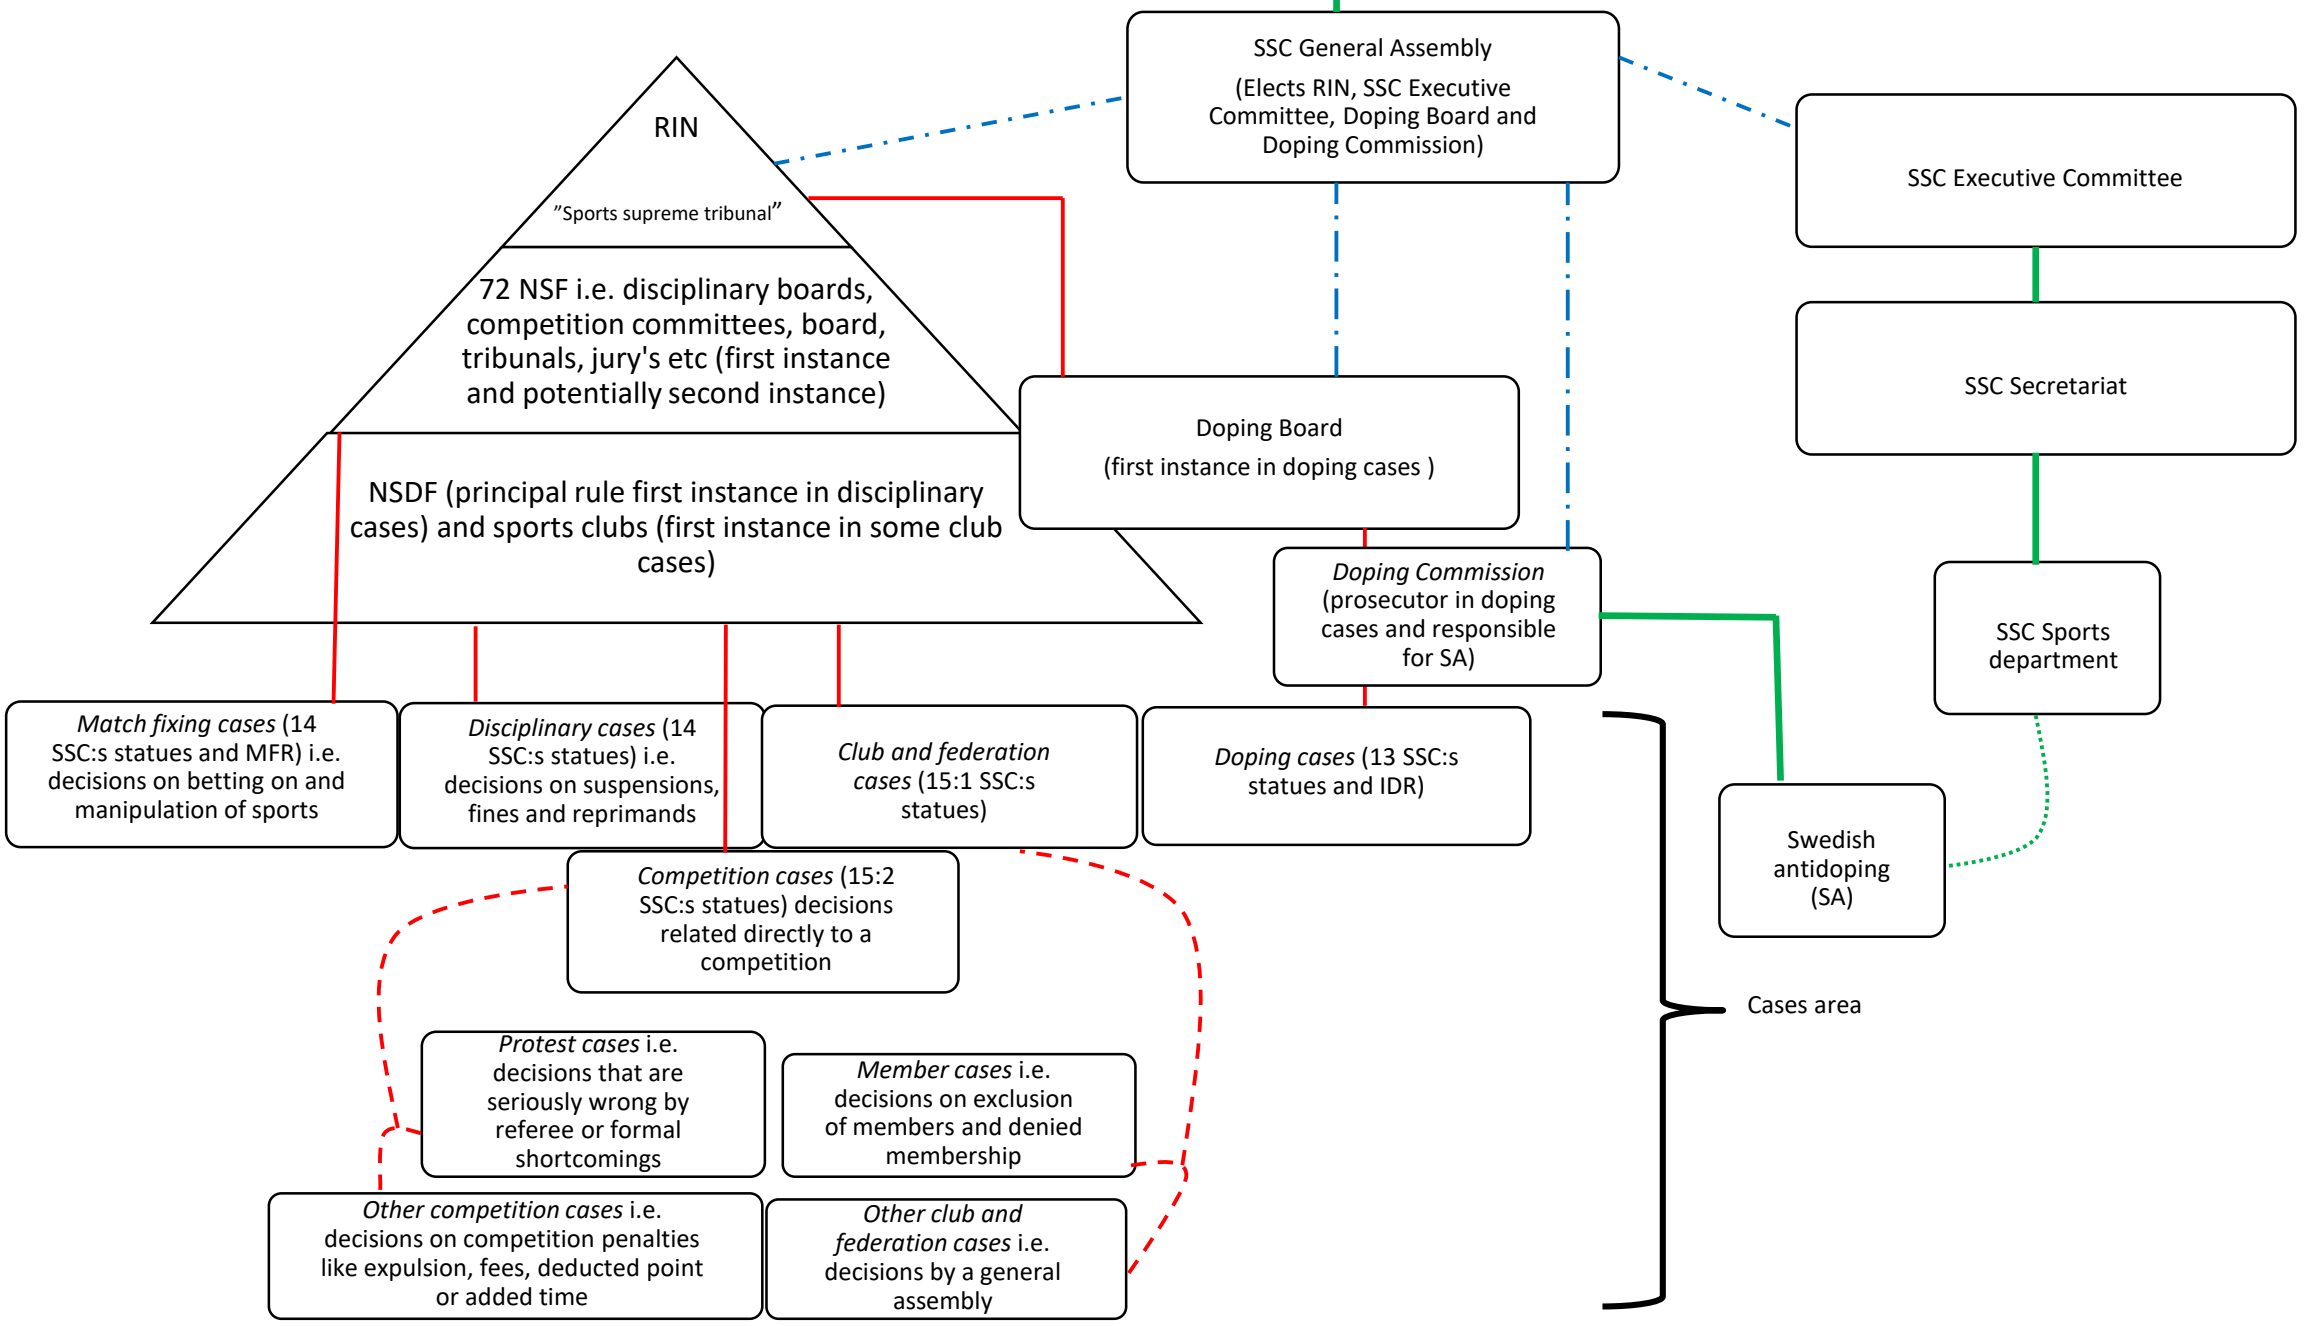 SSC General Assembly
(Elects RIN, SSC Executive
Committee, Doping Board and
Doping Commission)
RIN
”Sports supreme tribunal”
SSC Executive Committee
72 NSF i.e. disciplinary boards,
competition committees, board,
tribunals, jury's etc (first instance
and potentially second instance)
SSC Secretariat
Doping Board
(first instance in doping cases )
NSDF (principal rule first instance in disciplinary
cases) and sports clubs (first instance in some club
cases)
Doping Commission
(prosecutor in doping
cases and responsible
for SA)
SSC Sports
department
Match fixing cases (14
SSC:s statues and MFR) i.e.
decisions on betting on and
manipulation of sports
Disciplinary cases (14
SSC:s statues) i.e.
decisions on suspensions,
fines and reprimands
Club and federation
cases (15:1 SSC:s
statues)
Doping cases (13 SSC:s
statues and IDR)
Swedish
antidoping
(SA)
Competition cases (15:2
SSC:s statues) decisions
related directly to a
competition
Cases area
Protest cases i.e.
decisions that are
seriously wrong by
referee or formal
shortcomings
Member cases i.e.
decisions on exclusion
of members and denied
membership
Other competition cases i.e.
decisions on competition penalties
like expulsion, fees, deducted point
or added time
Other club and
federation cases i.e.
decisions by a general
assembly